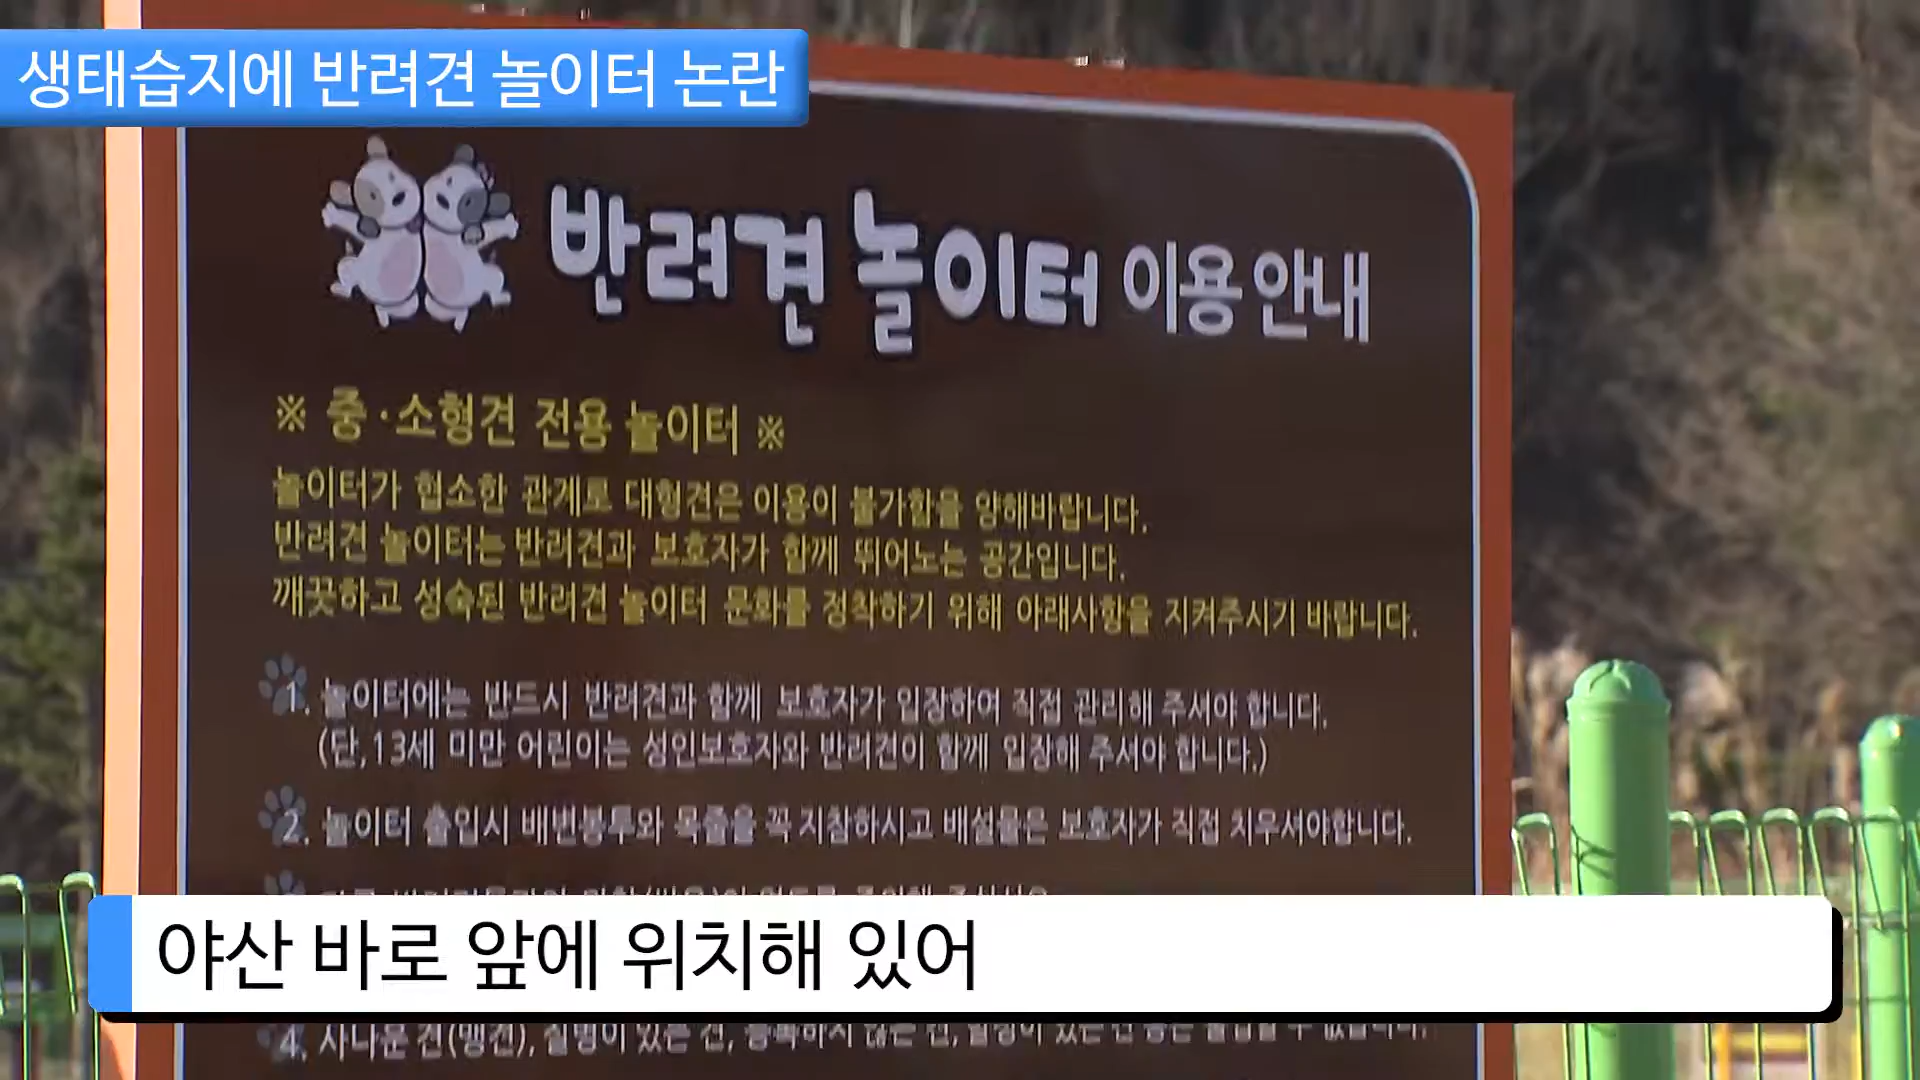 생태습지에 반려견 놀이터 논란
반려견 놀이터 이용 안내
※ 중·소형견 전용 놀이터 ※
놀이터가 협소한 관계로 대형견은 이용이 불가함을 양해바랍니다.
반려견 놀이터는 반려견과 보호자가 함께 뛰어노는 공간입니다.
깨끗하고 성숙된 반려견 놀이터 문화를 정착하기 위해 아래사항을 지켜주시기 바랍니다.
1. 놀이터에는 반드시 반려견과 함께 보호자가 입장하여 직접 관리해 주셔야 합니다.
(단, 13세 미만 어린이는 성인보호자와 반려견이 함께 입장해 주셔야 합니다.)
2. 놀이터 출입시 배변봉투와 목줄을 꼭 지참하시고 배설물은 보호자가 직접 치우셔야합니다.
야산 바로 앞에 위치해 있어
4. 사나운 견(맹견), 질병이 있는 견,